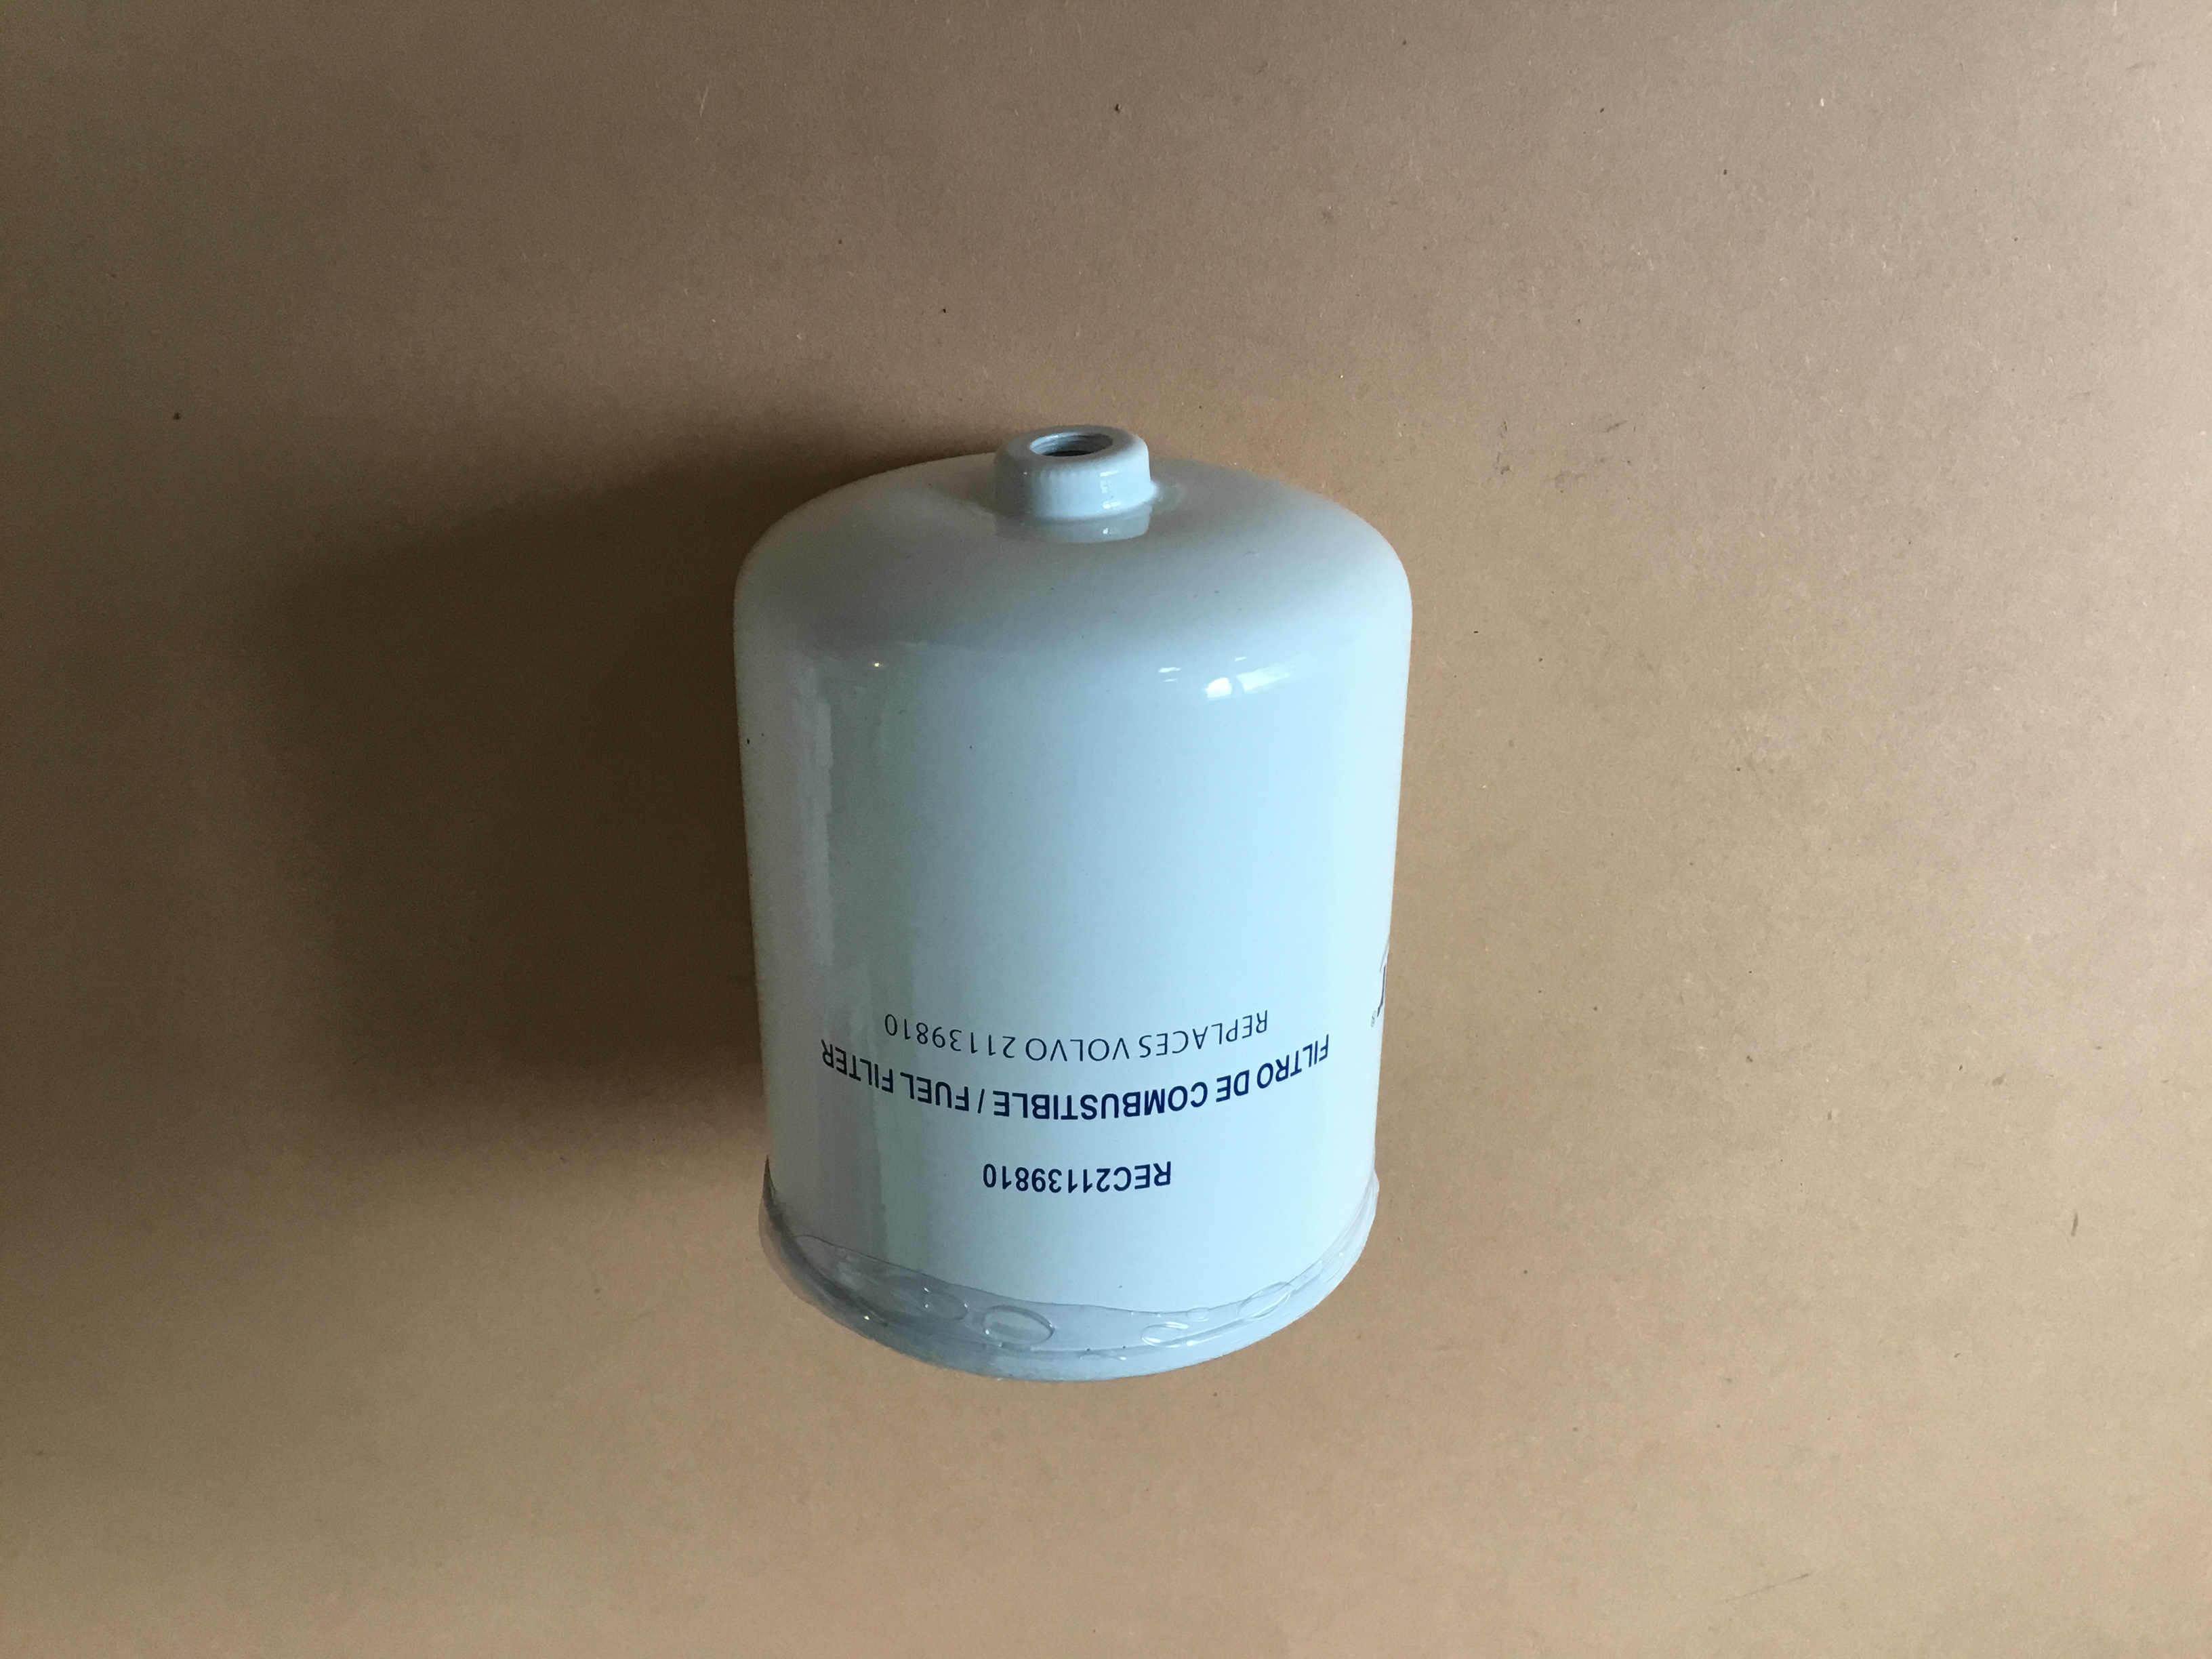 REC21139810
FILTRO DE COMBUSTIBLE / FUEL FILTER
REPLACES VOLVO 21139810